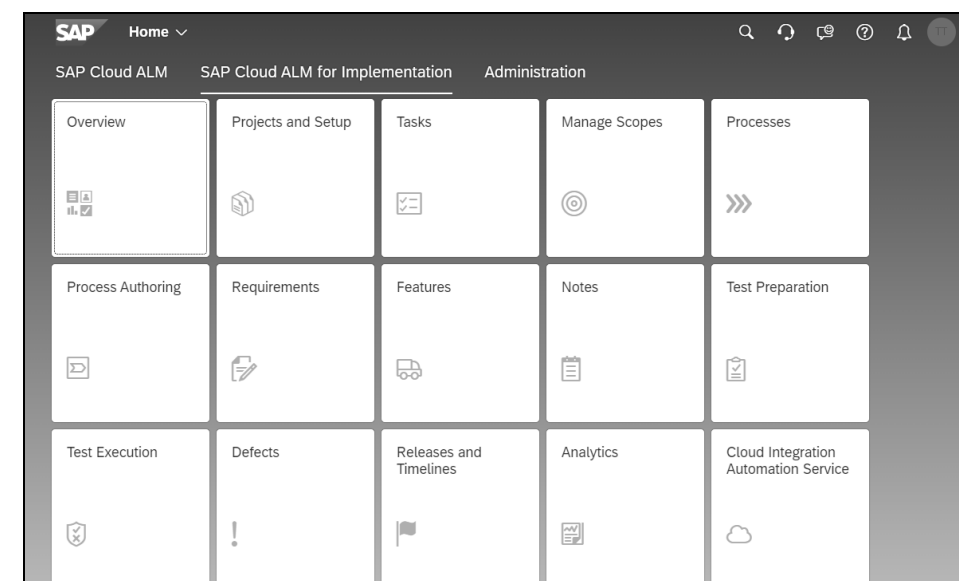 SAP Home
SAP Cloud ALM SAP Cloud ALM for Implementation Administration
Overview
Projects and Setup
Tasks
Manage Scopes
Processes
Process Authoring
Requirements
Features
Notes
Test Preparation
Test Execution
Defects
Releases and
Timelines
Analytics
Cloud Integration
Automation Service